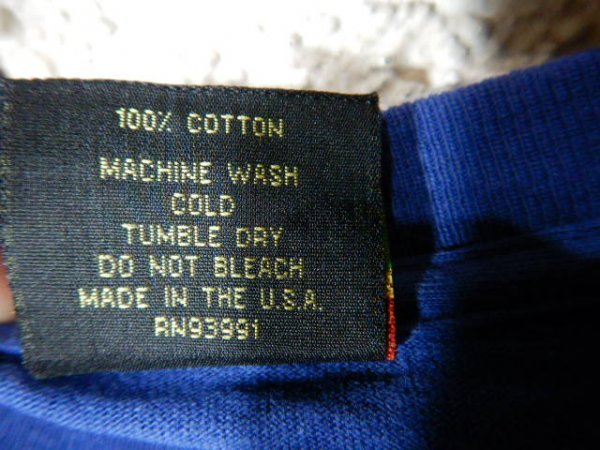 100% COTTON
MACHINE WASH
COLD
TUMBLE DRY
DO NOT BLEACH
MADE IN THE U.S.A.
RN93991